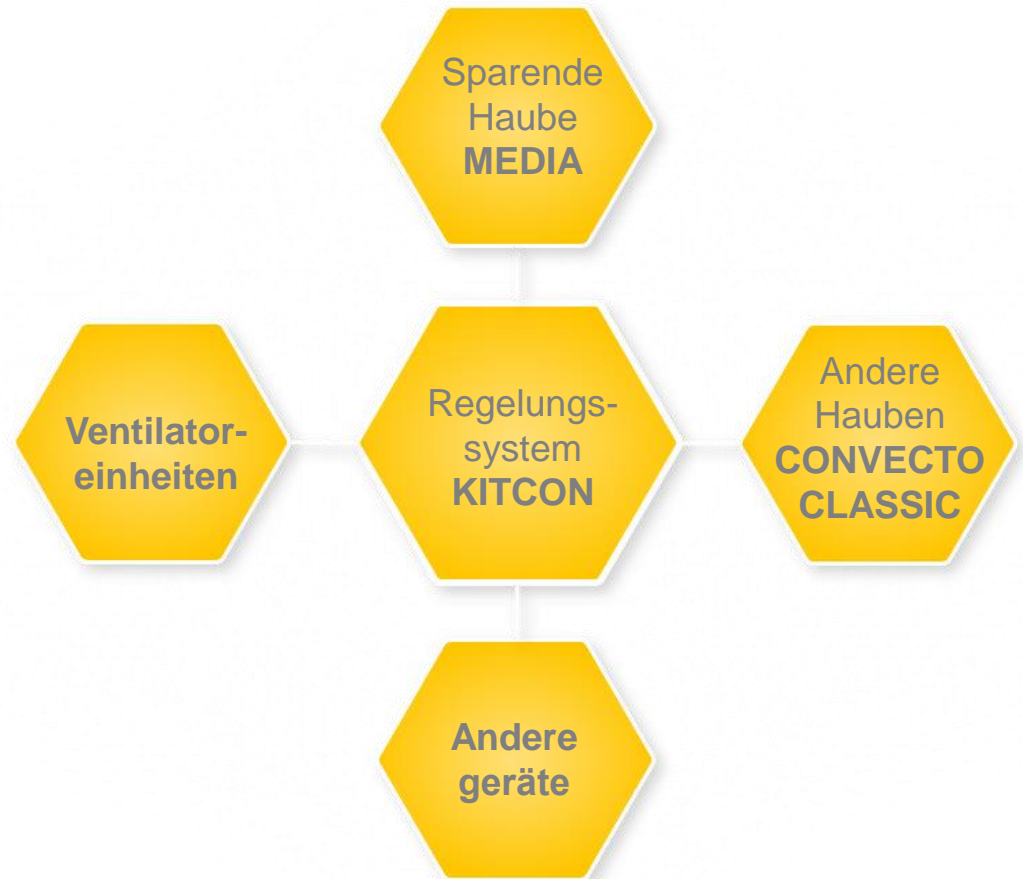 Sparende
Haube
MEDIA
Ventilator-
einheiten
Regelungs-
system
KITCON
Andere
Hauben
CONVECTO
CLASSIC
Andere
geräte